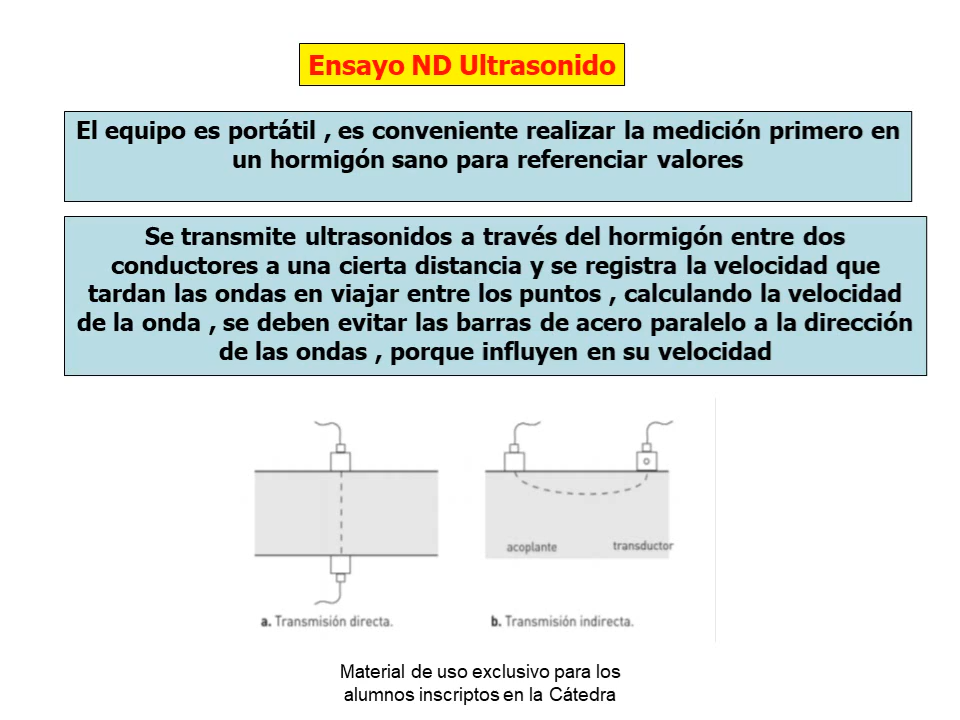 Ensayo ND Ultrasonido
El equipo es portátil , es conveniente realizar la medición primero en
un hormigón sano para referenciar valores
Se transmite ultrasonidos a través del hormigón entre dos
conductores a una cierta distancia y se registra la velocidad que
tardan las ondas en viajar entre los puntos , calculando la velocidad
de la onda , se deben evitar las barras de acero paralelo a la dirección
de las ondas , porque influyen en su velocidad
acoplante transductor
a. Transmisión directa. b. Transmisión indirecta.
Material de uso exclusivo para los
alumnos inscriptos en la Cátedra